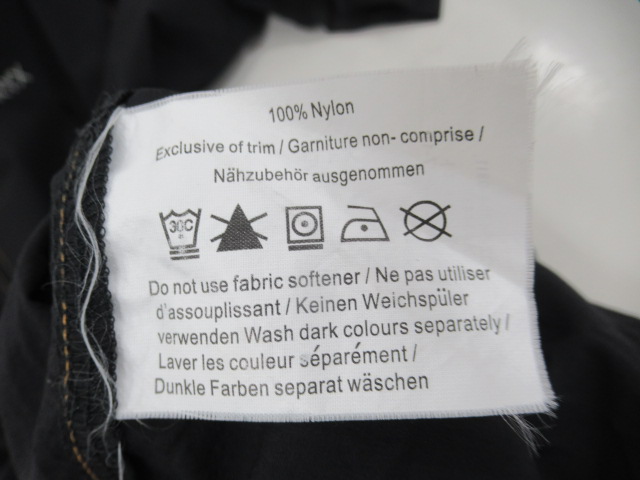 100% Nylon
Exclusive of trim / Garniture non- comprise /
Nähzubehör ausgenommen
30C
Do not use fabric softener / Ne pas utiliser
d'assouplissant / Keinen Weichspüler
verwenden Wash dark colours separately /
Laver les couleur séparément /
Dunkle Farben separat wäschen